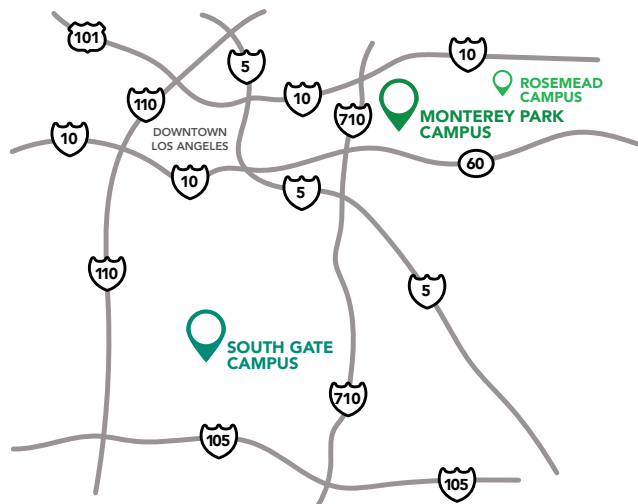 101
5
10
10
ROSEMEAD
CAMPUS
110
710
MONTEREY PARK
CAMPUS
10
DOWNTOWN
LOS ANGELES
60
10
5
110
5
SOUTH GATE
CAMPUS
710
105
105